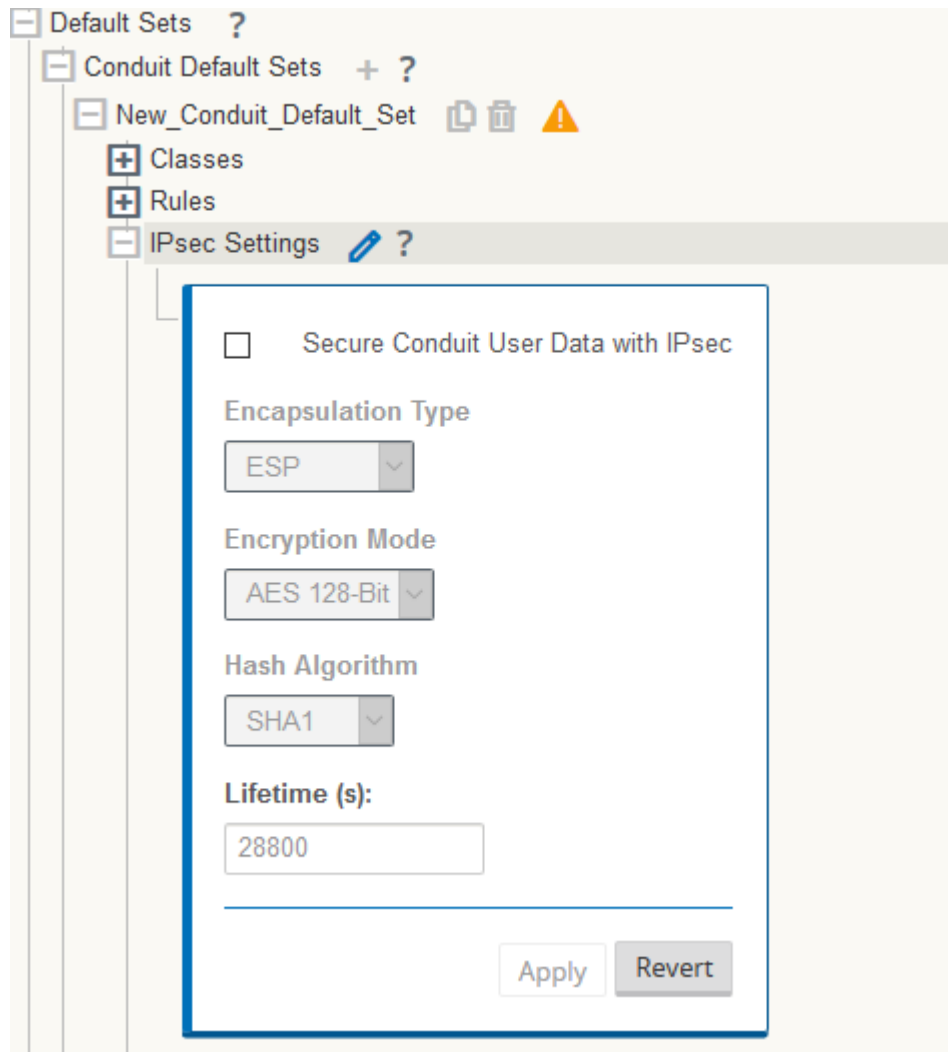 Default Sets ?
Conduit Default Sets + ?
New_Conduit_Default_Set
Classes
Rules
IPsec Settings ?
Secure Conduit User Data with IPsec
Encapsulation Type
ESP
Encryption Mode
AES 128-Bit
Hash Algorithm
SHA1
Lifetime (s):
28800
Apply Revert